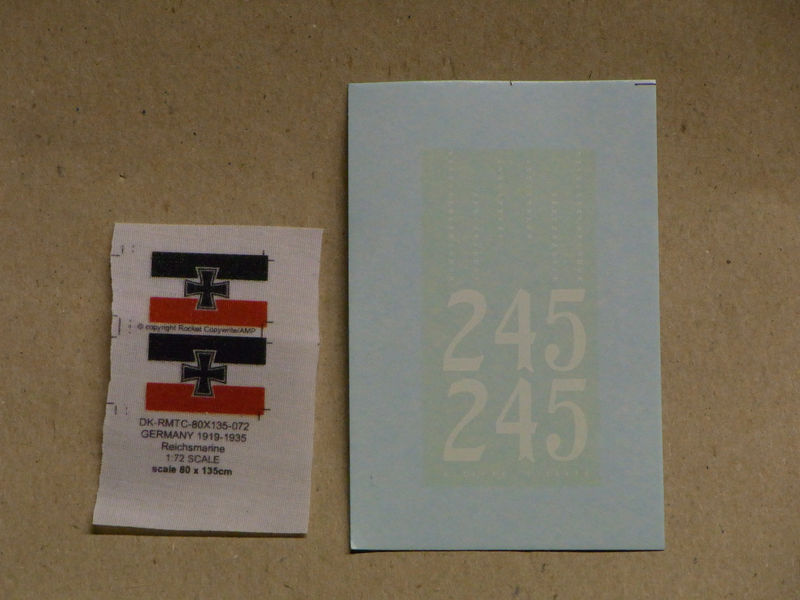 © copyright Rocket Copywrite/AMP
DK-RMTC-80X135-072
GERMANY 1919-1935
Reichsmarine
1:72 SCALE
scale 80 x 135cm
245
245